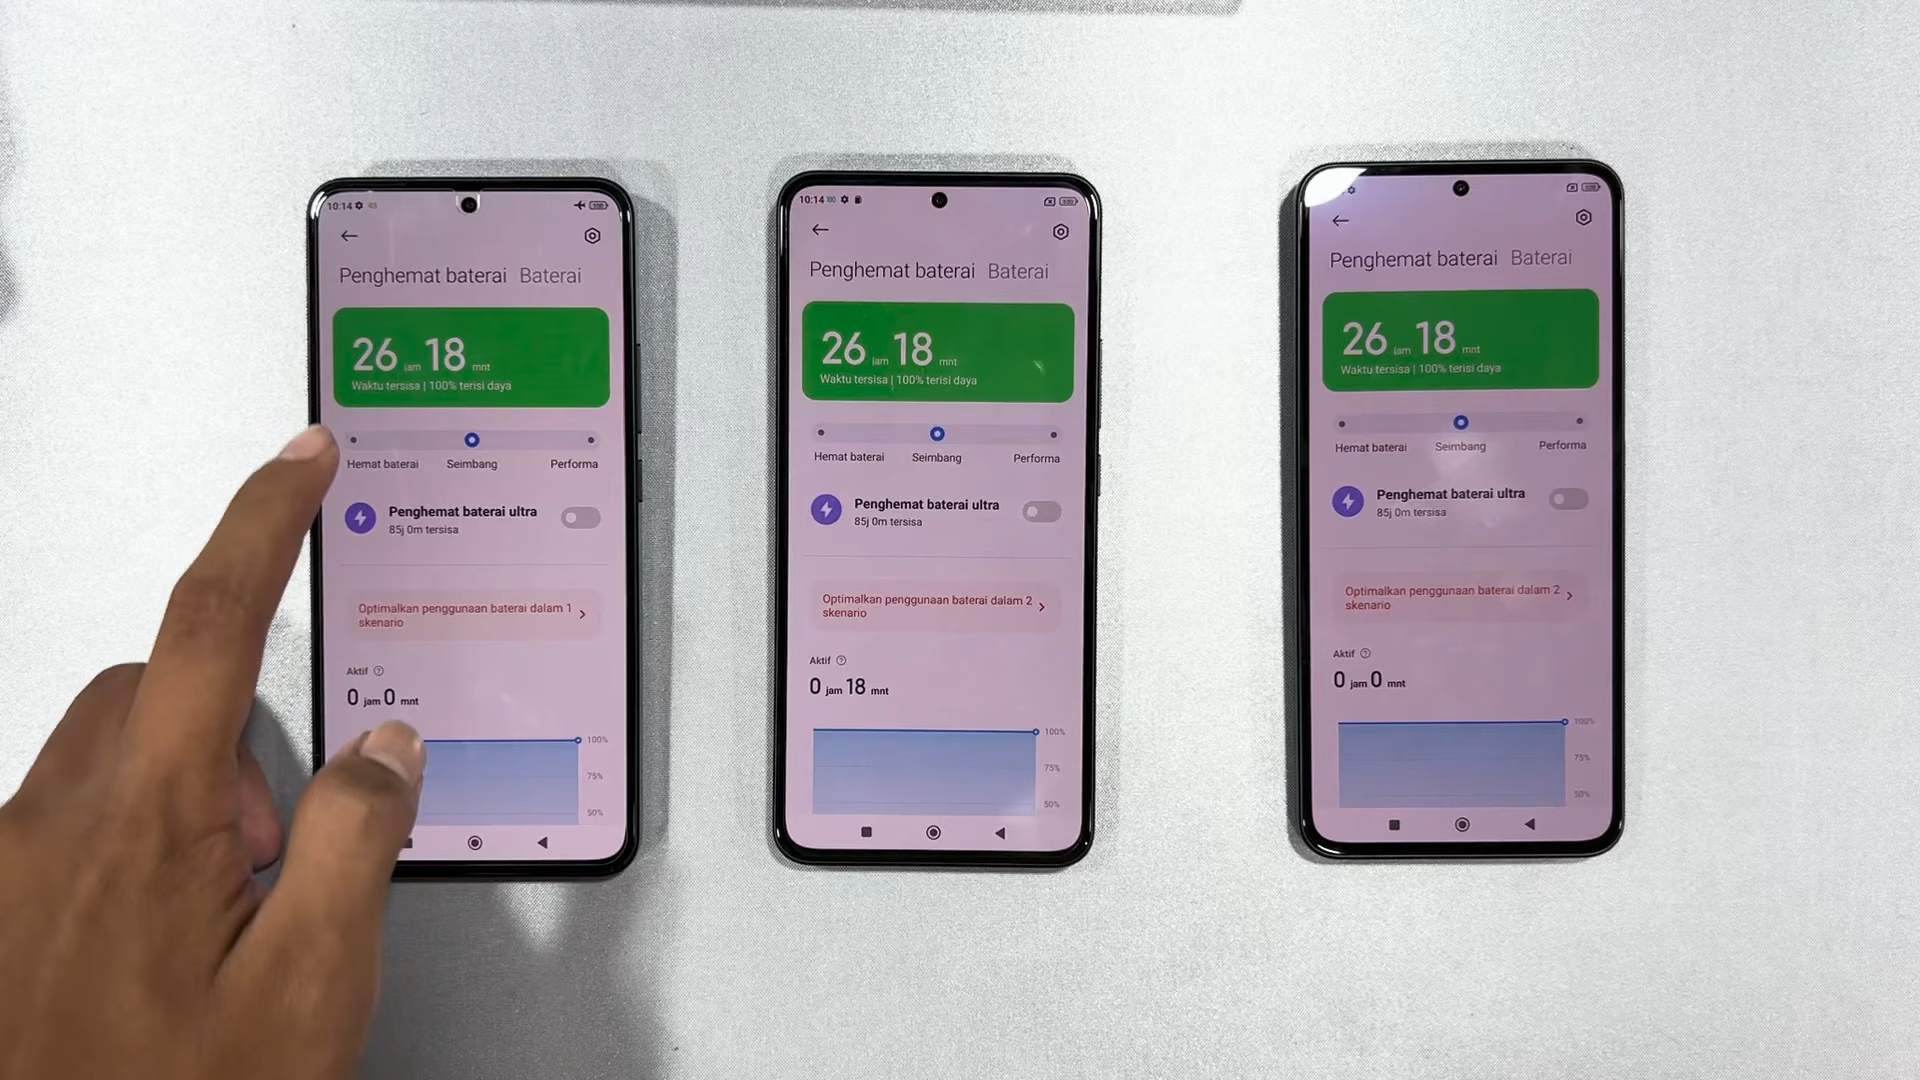 10:14
Penghemat baterai Baterai
26 jam 18 mnt
Waktu tersisa | 100% terisi daya
Hemat baterai Seimbang Performa
Penghemat baterai ultra
85j 0m tersisa
Optimalkan penggunaan baterai dalam 1
skenario
Aktif
0 jam 0 mnt
100%
75%
50%
10:14
Penghemat baterai Baterai
26 jam 18 mnt
Waktu tersisa | 100% terisi daya
Hemat baterai Seimbang Performa
Penghemat baterai ultra
85j 0m tersisa
Optimalkan penggunaan baterai dalam 2
skenario
Aktif
0 jam 18 mnt
100%
75%
50%
Penghemat baterai Baterai
26 jam 18 mnt
Waktu tersisa | 100% terisi daya
Hemat baterai Seimbang Performa
Penghemat baterai ultra
85j 0m tersisa
Optimalkan penggunaan baterai dalam 2
skenario
Aktif
0 jam 0 mnt
100%
75%
50%